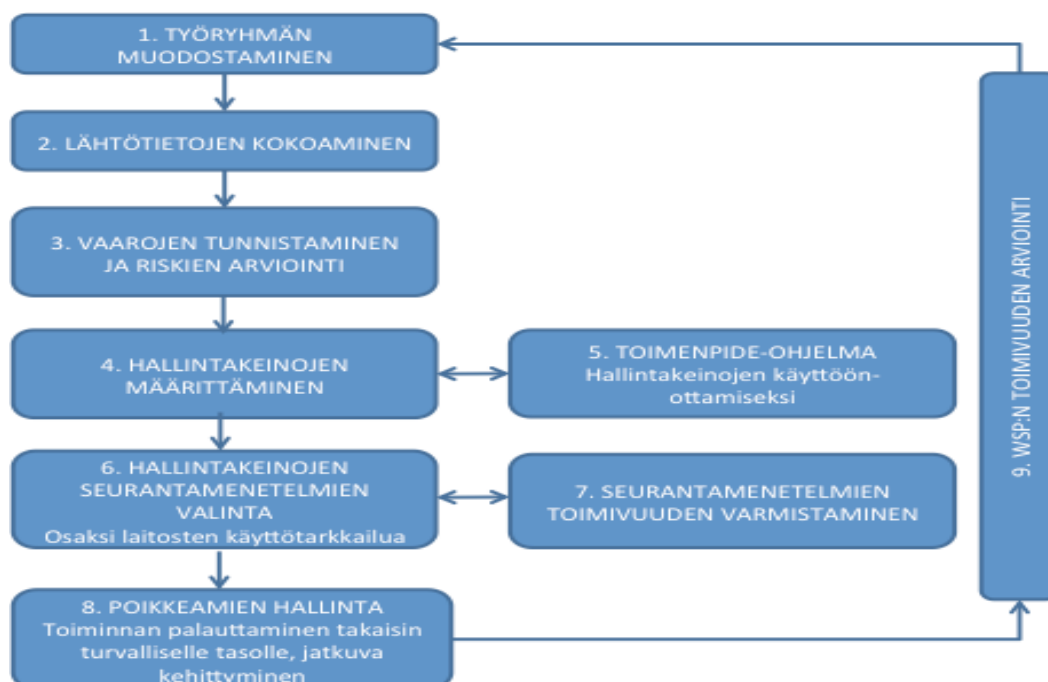 1. TYÖRYHMÄN
MUODOSTAMINEN
2. LÄHTÖTIETOJEN KOKOAMINEN
3. VAAROJEN TUNNISTAMINEN
JA RISKIEN ARVIOINTI
4. HALLINTAKEINOJEN
MÄÄRITTÄMINEN
5. TOIMENPIDE-OHJELMA
Hallintakeinojen käyttöön-
ottamiseksi
6. HALLINTAKEINOJEN
SEURANTAMENETELMIEN
VALINTA
Osaksi laitosten käyttötarkkailua
7. SEURANTAMENETELMIEN
TOIMIVUUDEN VARMISTAMINEN
8. POIKKEAMIEN HALLINTA
Toiminnan palauttaminen takaisin
turvalliselle tasolle, jatkuva
kehittyminen
9. WSP:N TOIMIVUUDEN ARVIOINTI